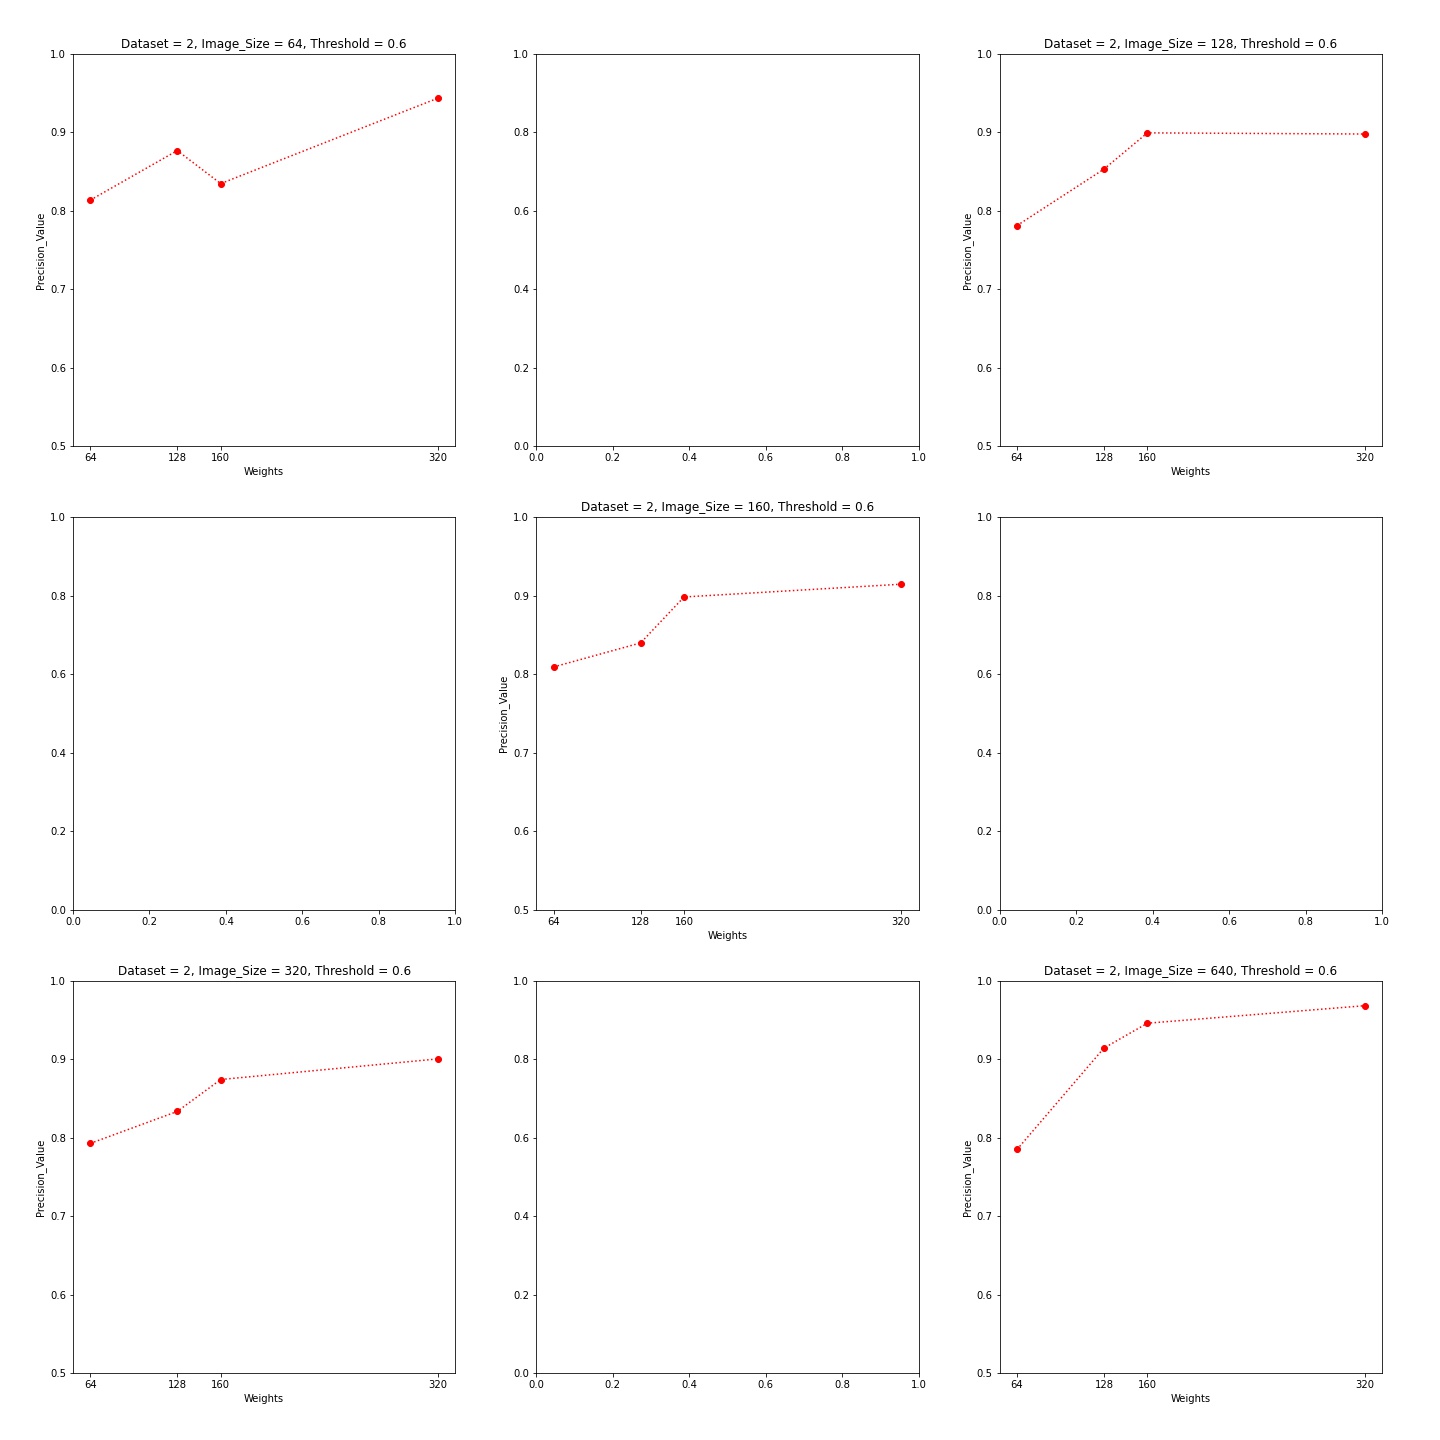 Dataset = 2, Image_Size = 64, Threshold = 0.6
1.0
0.9
0.8
0.7
0.6
0.5
Precision_Value
64 128 160 320
Weights
1.0
0.8
0.6
0.4
0.2
0.0
0.0 0.2 0.4 0.6 0.8 1.0
Dataset = 2, Image_Size = 128, Threshold = 0.6
1.0
0.9
0.8
0.7
0.6
0.5
Precision_Value
64 128 160 320
Weights
1.0
0.8
0.6
0.4
0.2
0.0
0.0 0.2 0.4 0.6 0.8 1.0
Dataset = 2, Image_Size = 160, Threshold = 0.6
1.0
0.9
0.8
0.7
0.6
0.5
Precision_Value
64 128 160 320
Weights
1.0
0.8
0.6
0.4
0.2
0.0
0.0 0.2 0.4 0.6 0.8 1.0
Dataset = 2, Image_Size = 320, Threshold = 0.6
1.0
0.9
0.8
0.7
0.6
0.5
Precision_Value
64 128 160 320
Weights
1.0
0.8
0.6
0.4
0.2
0.0
0.0 0.2 0.4 0.6 0.8 1.0
Dataset = 2, Image_Size = 640, Threshold = 0.6
1.0
0.9
0.8
0.7
0.6
0.5
Precision_Value
64 128 160 320
Weights